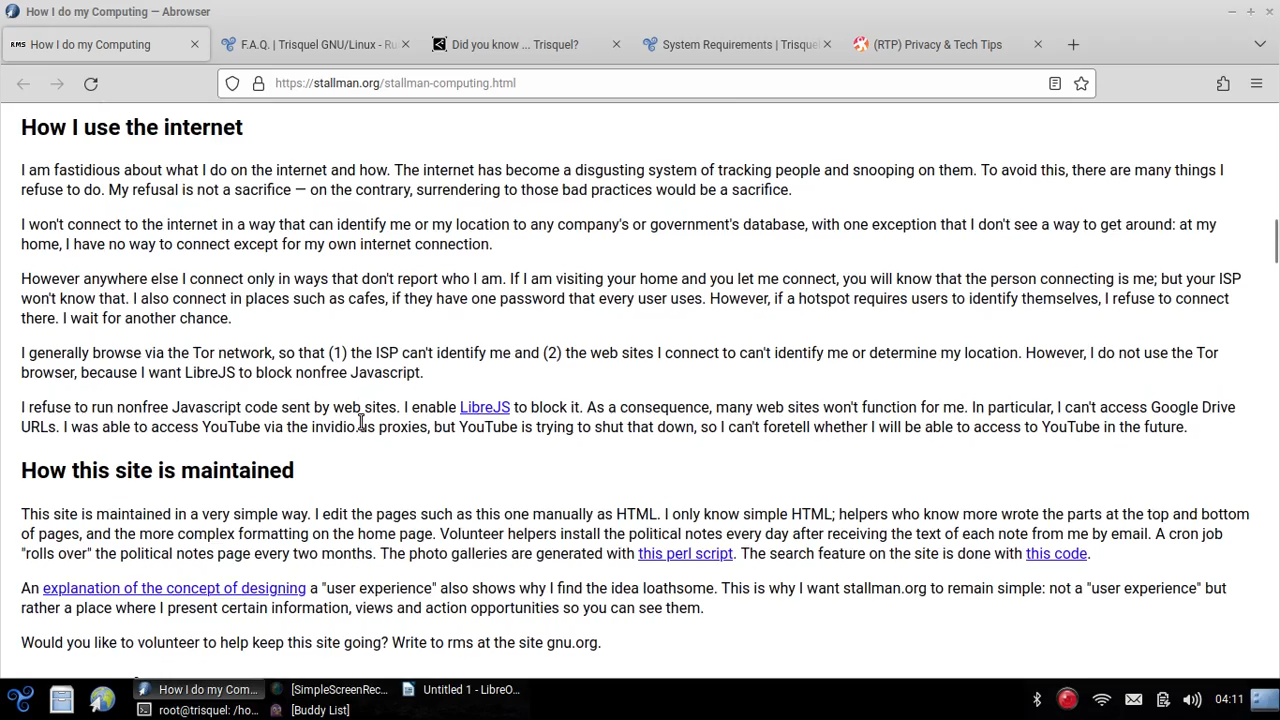 How I do my Computing — Abrowser
RMS How I do my Computing
F.A.Q. | Trisquel GNU/Linux - Ru
Did you know ... Trisquel?
System Requirements | Trisquel
(RTP) Privacy & Tech Tips
https://stallman.org/stallman-computing.html
How I use the internet
I am fastidious about what I do on the internet and how. The internet has become a disgusting system of tracking people and snooping on them. To avoid this, there are many things I
refuse to do. My refusal is not a sacrifice — on the contrary, surrendering to those bad practices would be a sacrifice.
I won't connect to the internet in a way that can identify me or my location to any company's or government's database, with one exception that I don't see a way to get around: at my
home, I have no way to connect except for my own internet connection.
However anywhere else I connect only in ways that don't report who I am. If I am visiting your home and you let me connect, you will know that the person connecting is me; but your ISP
won't know that. I also connect in places such as cafes, if they have one password that every user uses. However, if a hotspot requires users to identify themselves, I refuse to connect
there. I wait for another chance.
I generally browse via the Tor network, so that (1) the ISP can't identify me and (2) the web sites I connect to can't identify me or determine my location. However, I do not use the Tor
browser, because I want LibreJS to block nonfree Javascript.
I refuse to run nonfree Javascript code sent by web sites. I enable LibreJS to block it. As a consequence, many web sites won't function for me. In particular, I can't access Google Drive
URLs. I was able to access YouTube via the invidio.us proxies, but YouTube is trying to shut that down, so I can't foretell whether I will be able to access to YouTube in the future.
How this site is maintained
This site is maintained in a very simple way. I edit the pages such as this one manually as HTML. I only know simple HTML; helpers who know more wrote the parts at the top and bottom
of pages, and the more complex formatting on the home page. Volunteer helpers install the political notes every day after receiving the text of each note from me by email. A cron job
"rolls over" the political notes page every two months. The photo galleries are generated with this perl script. The search feature on the site is done with this code.
An explanation of the concept of designing a "user experience" also shows why I find the idea loathsome. This is why I want stallman.org to remain simple: not a "user experience" but
rather a place where I present certain information, views and action opportunities so you can see them.
Would you like to volunteer to help keep this site going? Write to rms at the site gnu.org.
How I do my Com...
[SimpleScreenRec...
Untitled 1 - LibreO...
04:11
root@trisquel: /ho...
[Buddy List]